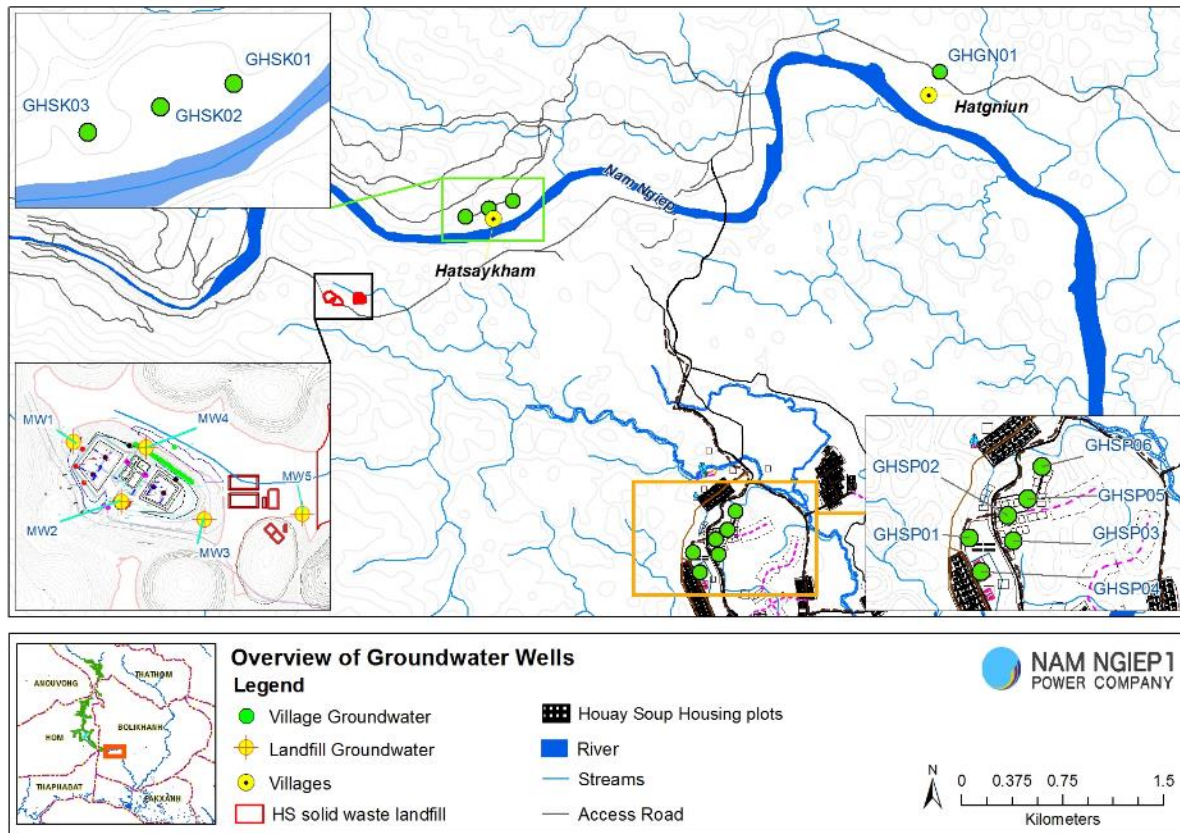 GHSK01
GHSK03
GHSK02
GHGN01
Hatgniun
Nam Ngiep
Hatsaykham
MW1
MW4
MW5
MW2
MW3
GHSP02
GHSP06
GHSP05
GHSP01
GHSP03
GHSP04
ANOUVONG
THATHOM
BOLIKHANH
HOM
THAPHABAT
PAKXANH
Overview of Groundwater Wells
Legend
Village Groundwater
Landfill Groundwater
Villages
HS solid waste landfill
Houay Soup Housing plots
River
Streams
Access Road
NAM NGIEP 1
POWER COMPANY
N
0 0.375 0.75 1.5
Kilometers